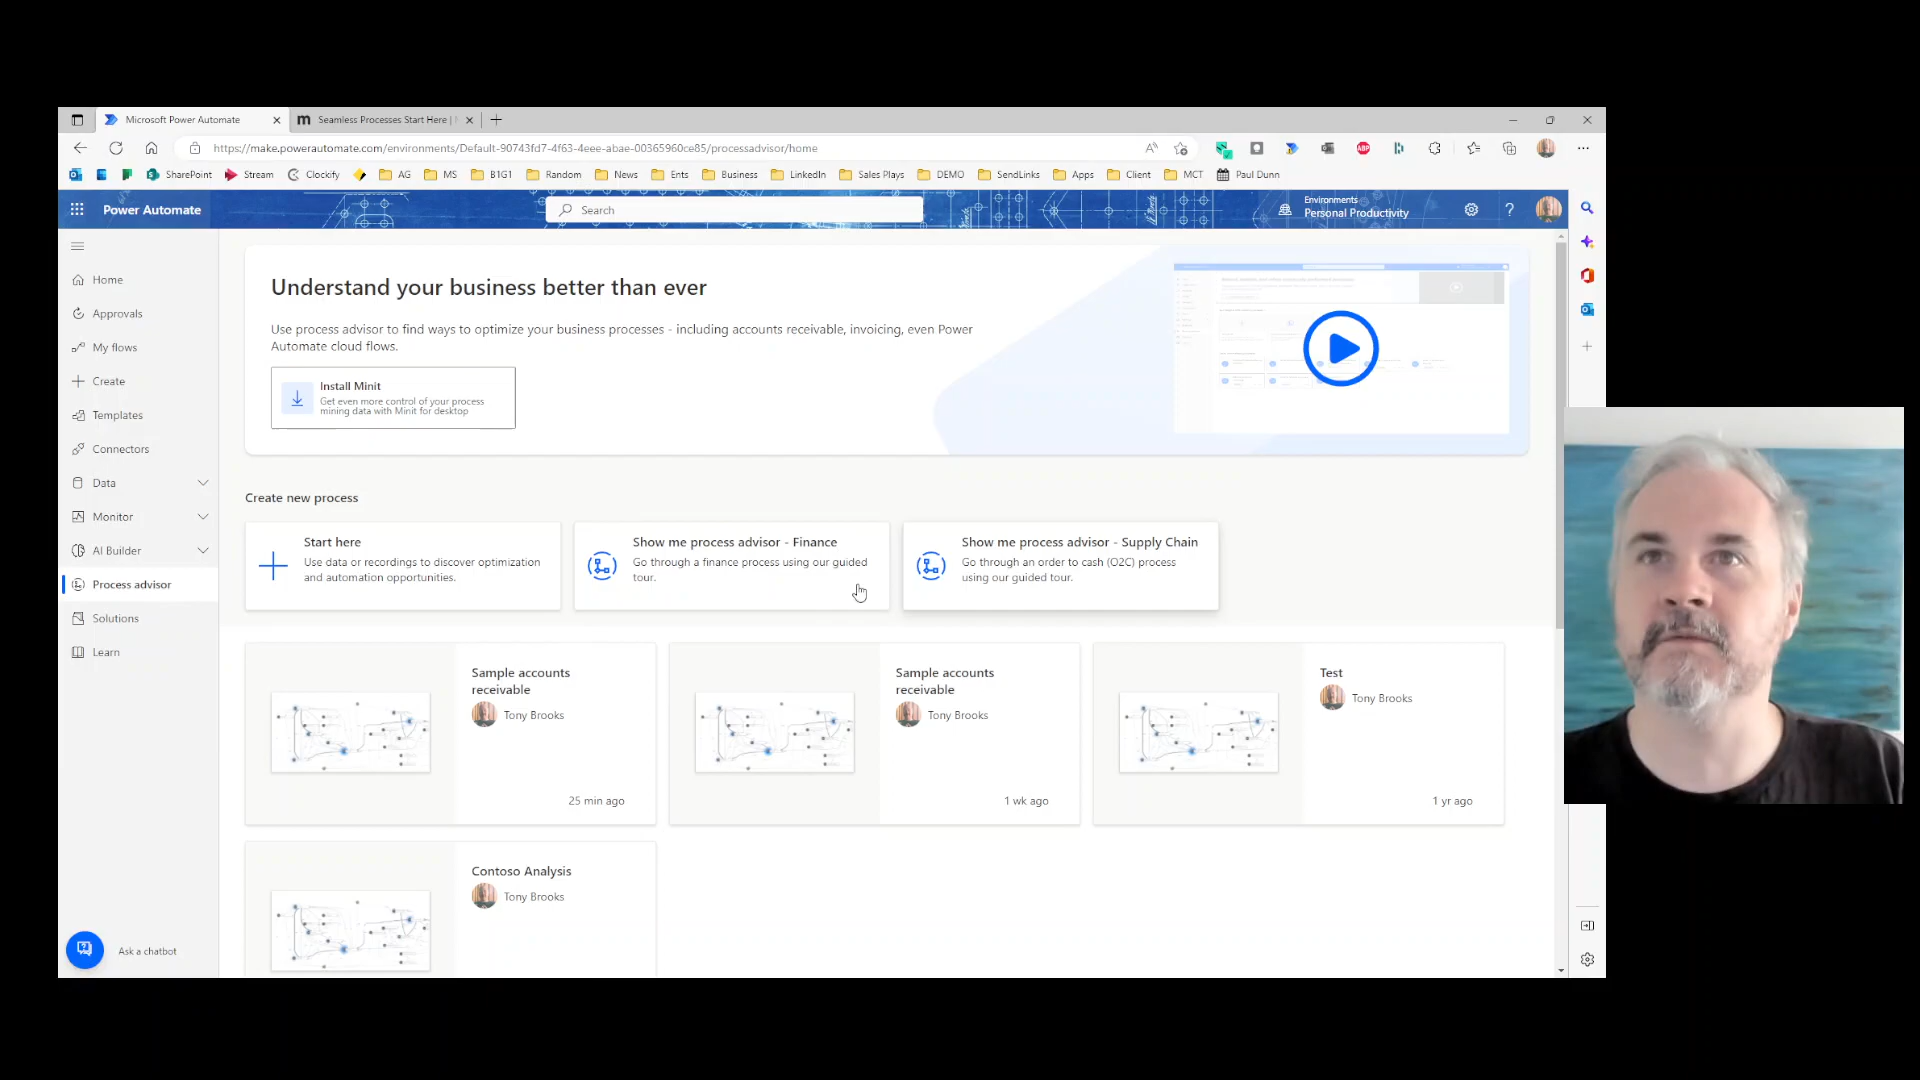 Microsoft Power Automate
Seamless Processes Start Here |
https://make.powerautomate.com/environments/Default-90743fd7-4f63-4eee-abae-00365960ce85/processadvisor/home
SharePoint Stream Clockify AG MS B1G1 Random News Ents Business LinkedIn Sales Plays DEMO SendLinks Apps Client MCT Paul Dunn
Power Automate
Search
Environments
Personal Productivity
Home
Approvals
My flows
Create
Templates
Connectors
Data
Monitor
AI Builder
Process advisor
Solutions
Learn
Ask a chatbot
Understand your business better than ever
Use process advisor to find ways to optimize your business processes - including accounts receivable, invoicing, even Power
Automate cloud flows.
Install Minit
Get even more control of your process
mining data with Minit for desktop
Create new process
Start here
Use data or recordings to discover optimization
and automation opportunities.
Show me process advisor - Finance
Go through a finance process using our guided
tour.
Show me process advisor - Supply Chain
Go through an order to cash (O2C) process
using our guided tour.
Sample accounts
receivable
Tony Brooks
25 min ago
Sample accounts
receivable
Tony Brooks
1 wk ago
Test
Tony Brooks
1 yr ago
Contoso Analysis
Tony Brooks